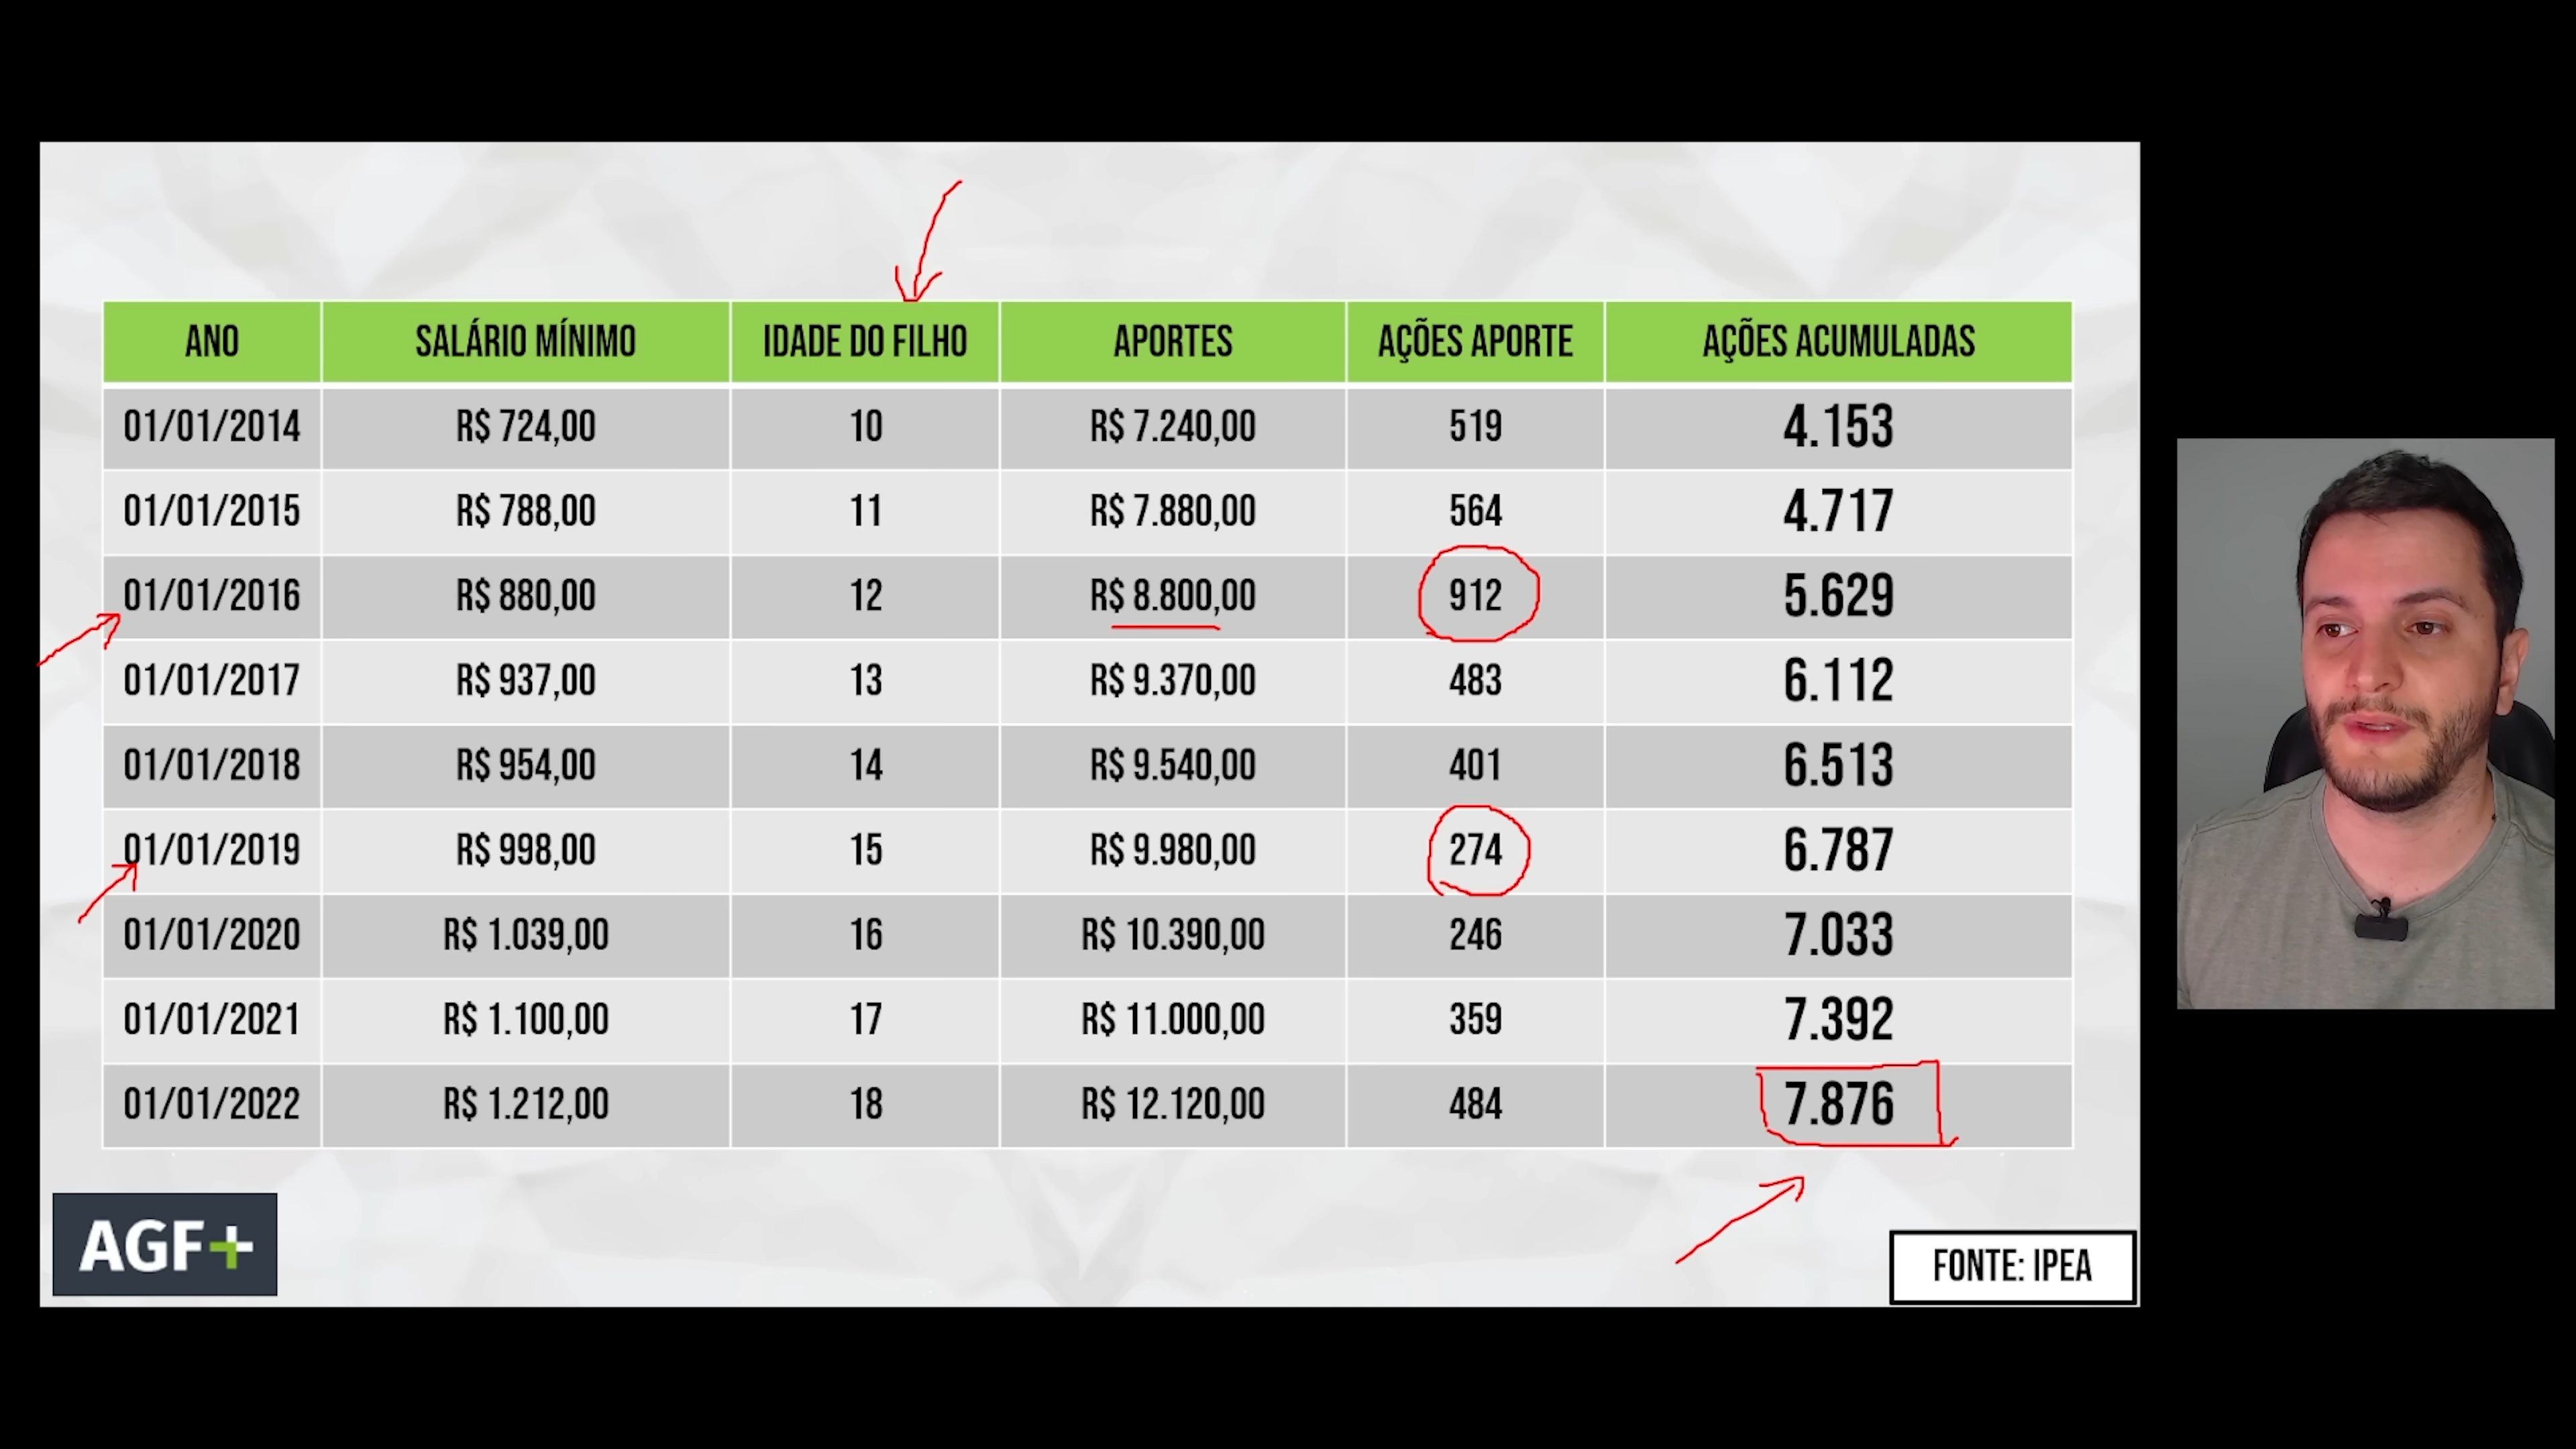 ANO SALÁRIO MÍNIMO IDADE DO FILHO APORTES AÇÕES APORTE AÇÕES ACUMULADAS
01/01/2014 R$ 724,00 10 R$ 7.240,00 519 4.153
01/01/2015 R$ 788,00 11 R$ 7.880,00 564 4.717
01/01/2016 R$ 880,00 12 R$ 8.800,00 912 5.629
01/01/2017 R$ 937,00 13 R$ 9.370,00 483 6.112
01/01/2018 R$ 954,00 14 R$ 9.540,00 401 6.513
01/01/2019 R$ 998,00 15 R$ 9.980,00 274 6.787
01/01/2020 R$ 1.039,00 16 R$ 10.390,00 246 7.033
01/01/2021 R$ 1.100,00 17 R$ 11.000,00 359 7.392
01/01/2022 R$ 1.212,00 18 R$ 12.120,00 484 7.876
AGF+
FONTE: IPEA